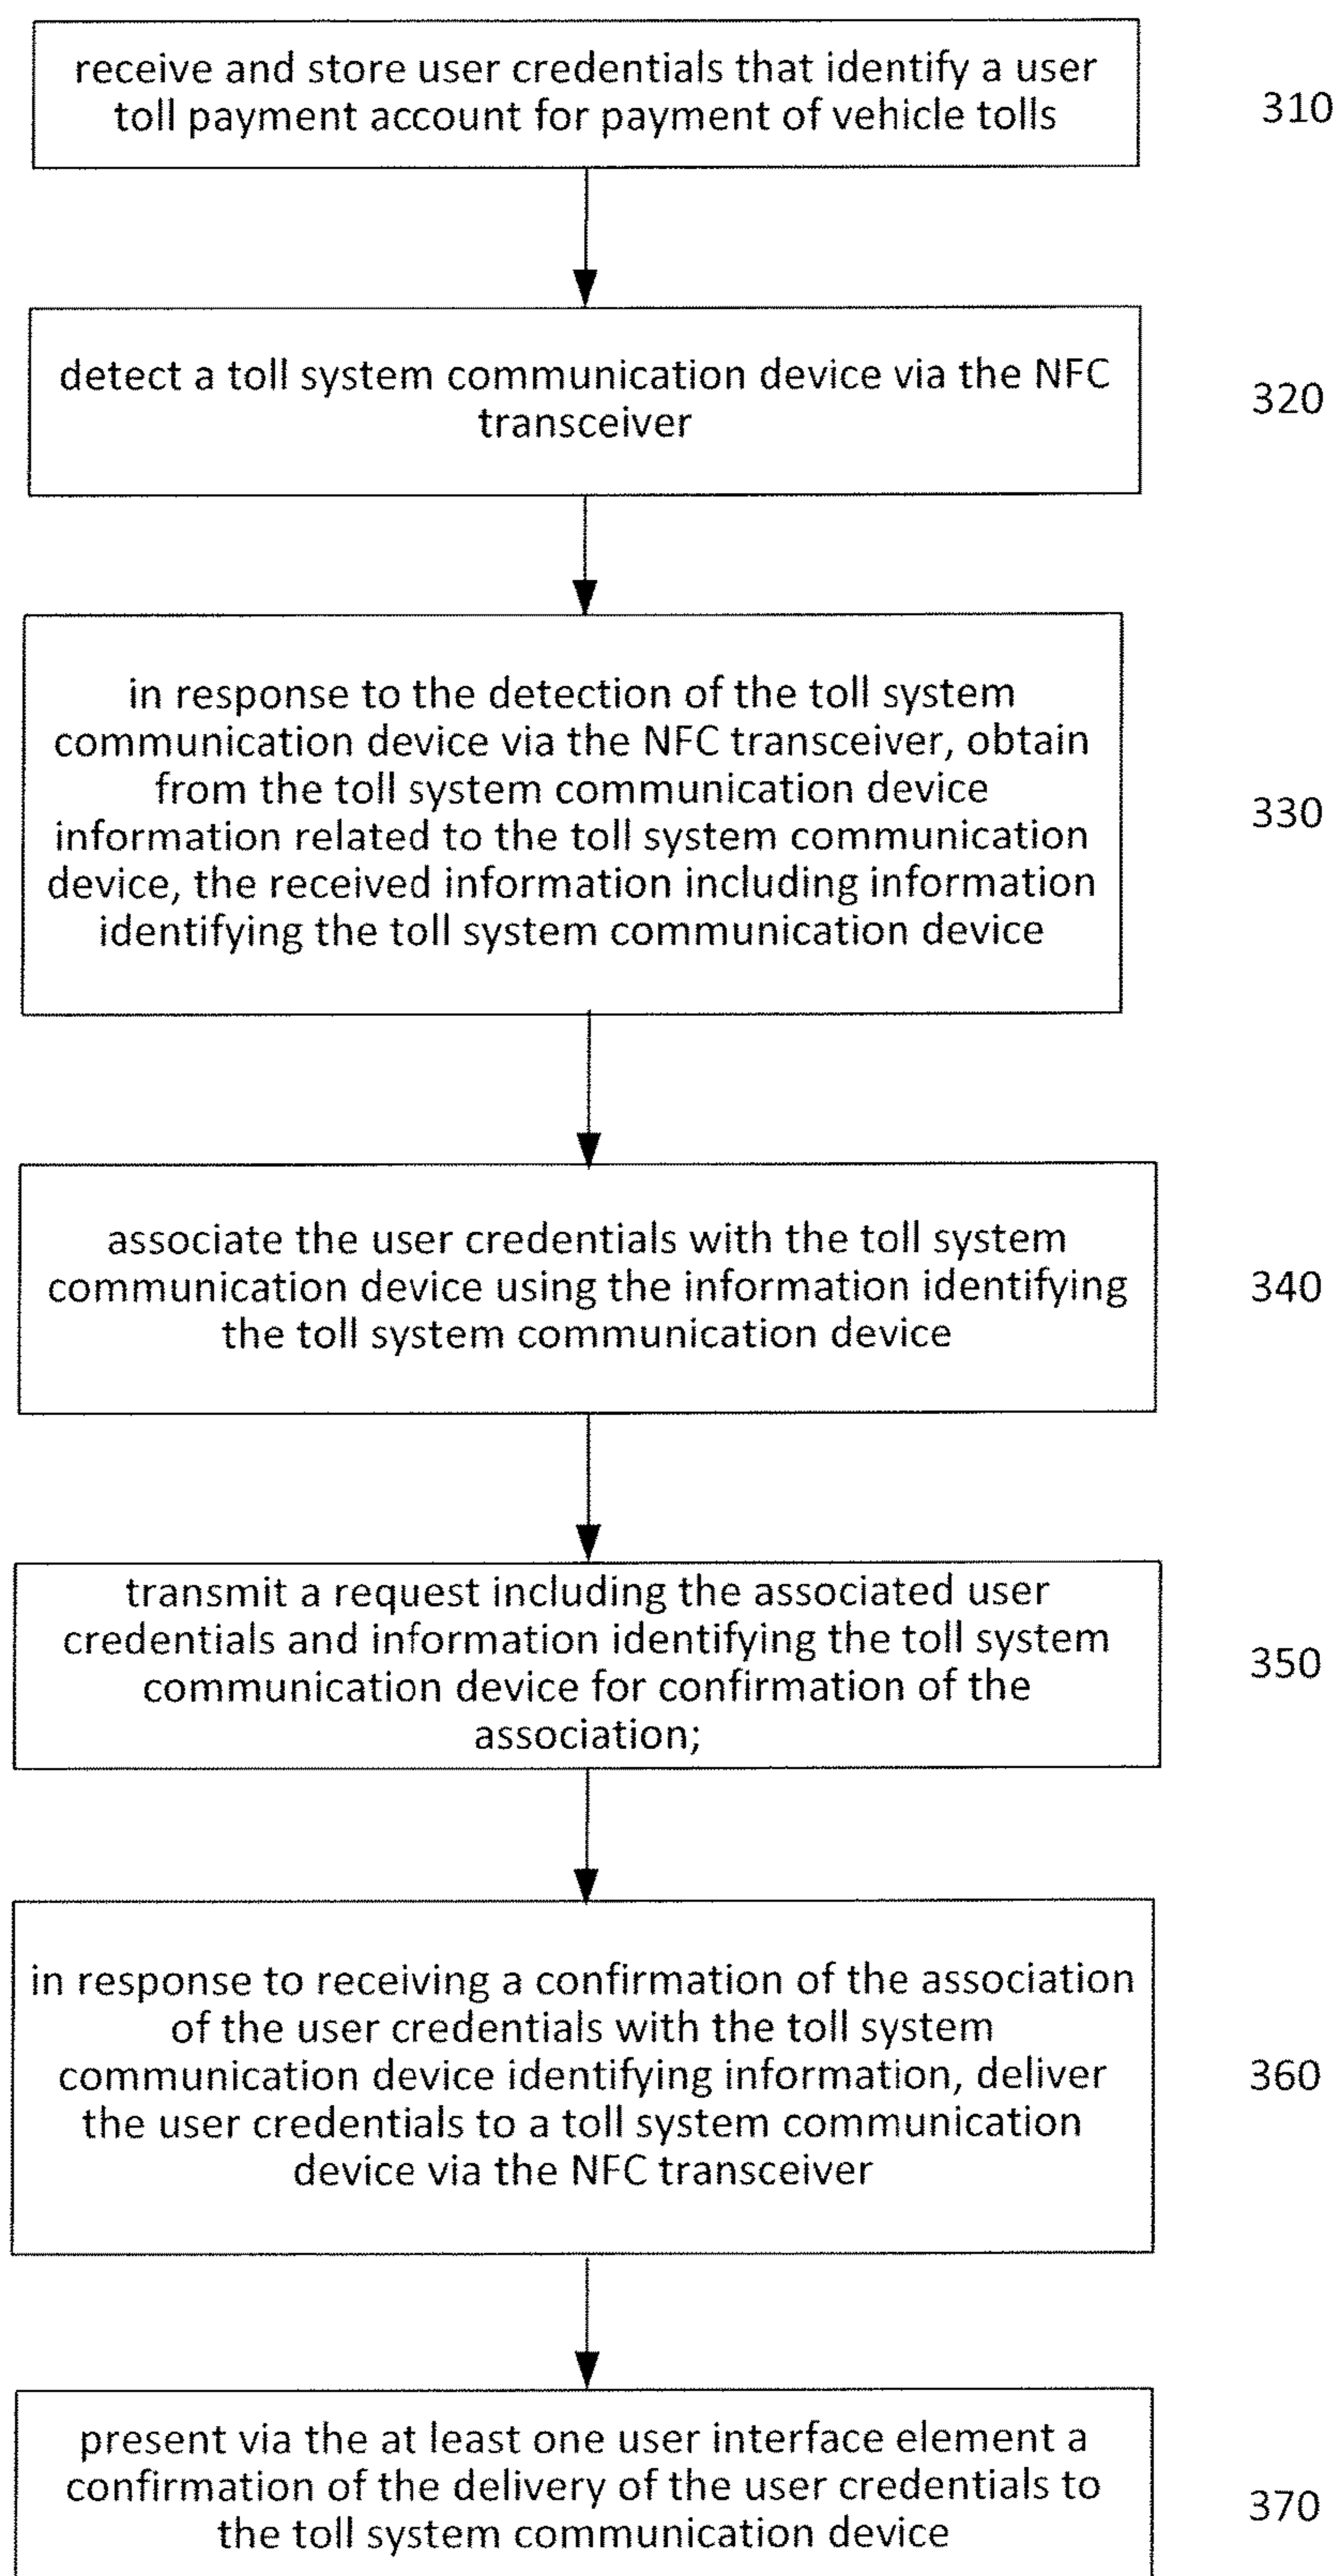 receive and store user credentials that identify a user
toll payment account for payment of vehicle tolls
310
detect a toll system communication device via the NFC
transceiver
320
in response to the detection of the toll system
communication device via the NFC transceiver, obtain
from the toll system communication device
information related to the toll system communication
device, the received information including information
identifying the toll system communication device
330
associate the user credentials with the toll system
communication device using the information identifying
the toll system communication device
340
transmit a request including the associated user
credentials and information identifying the toll system
communication device for confirmation of the
association;
350
in response to receiving a confirmation of the association
of the user credentials with the toll system
communication device identifying information, deliver
the user credentials to a toll system communication
device via the NFC transceiver
360
present via the at least one user interface element a
confirmation of the delivery of the user credentials to
the toll system communication device
370